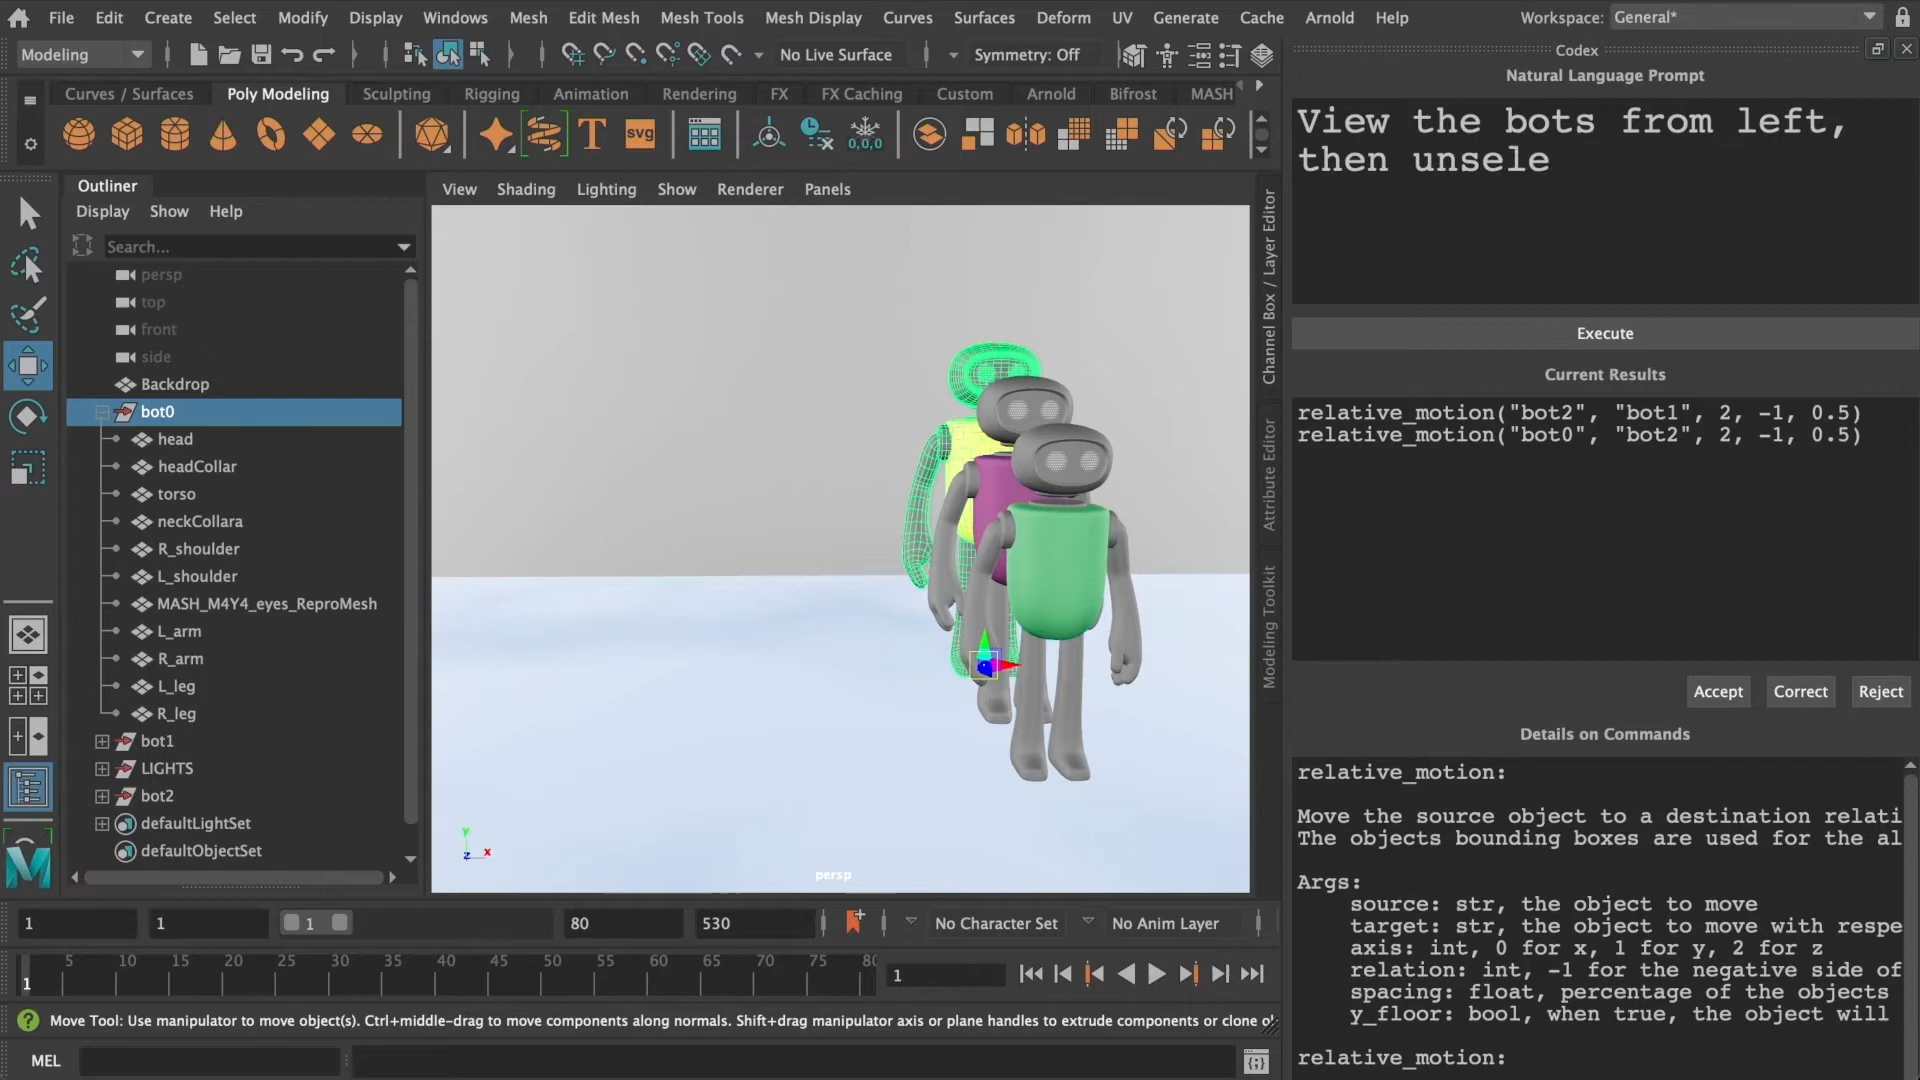 File Edit Create Select Modify Display Windows Mesh Edit Mesh Mesh Tools Mesh Display Curves Surfaces Deform UV Generate Cache Arnold Help Workspace: General*
Modeling No Live Surface Symmetry: Off
Curves / Surfaces Poly Modeling Sculpting Rigging Animation Rendering FX FX Caching Custom Arnold Bifrost MASH
T svg 0,0,0
Outliner
Display Show Help
Search...
persp
top
front
side
Backdrop
bot0
head
headCollar
torso
neckCollara
R_shoulder
L_shoulder
MASH_M4Y4_eyes_ReproMesh
L_arm
R_arm
L_leg
R_leg
bot1
LIGHTS
bot2
defaultLightSet
defaultObjectSet
View Shading Lighting Show Renderer Panels
y
z x
persp
Channel Box / Layer Editor
Attribute Editor
Modeling Toolkit
Codex
Natural Language Prompt
View the bots from left,
then unsele
Execute
Current Results
relative_motion("bot2", "bot1", 2, -1, 0.5)
relative_motion("bot0", "bot2", 2, -1, 0.5)
Accept Correct Reject
Details on Commands
relative_motion:
Move the source object to a destination relati
The objects bounding boxes are used for the al
Args:
source: str, the object to move
target: str, the object to move with respe
axis: int, 0 for x, 1 for y, 2 for z
relation: int, -1 for the negative side of
spacing: float, percentage of the objects
y_floor: bool, when true, the object will
relative_motion:
1 1 1 80 530 No Character Set No Anim Layer
5 10 15 20 25 30 35 40 45 50 55 60 65 70 75 80
1 1
Move Tool: Use manipulator to move object(s). Ctrl+middle-drag to move components along normals. Shift+drag manipulator axis or plane handles to extrude components or clone o
MEL